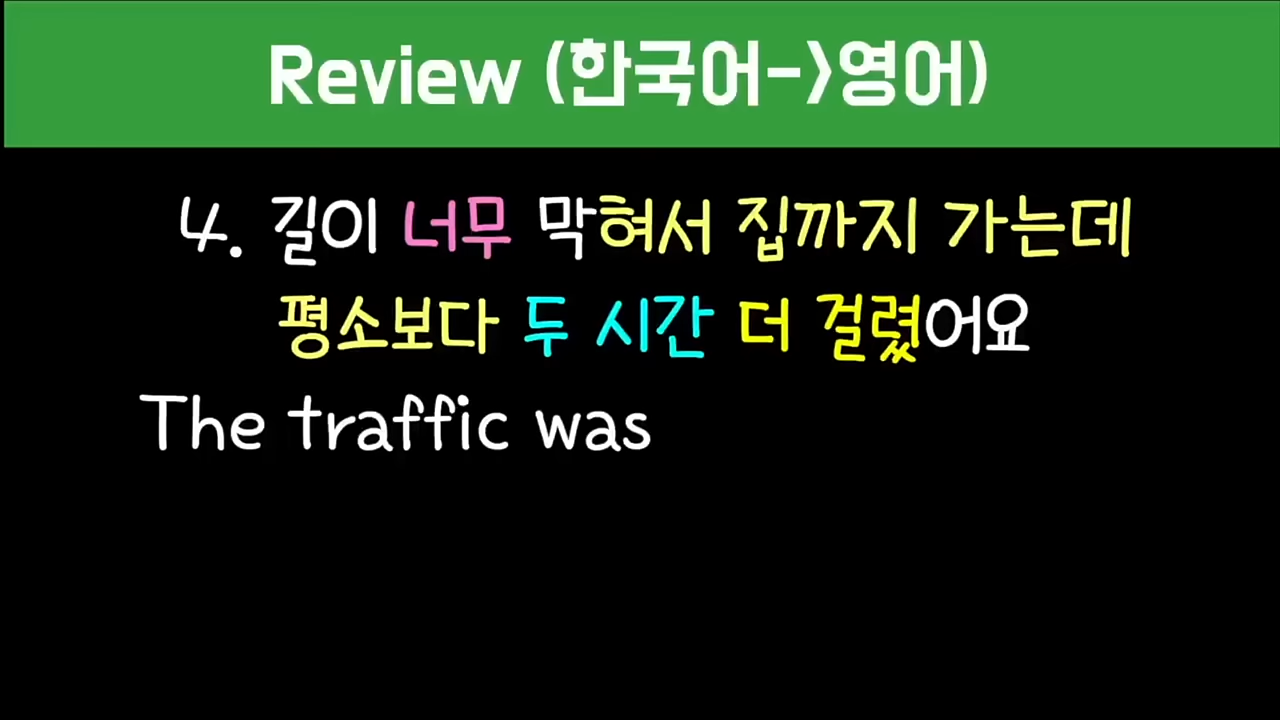 Review (한국어->영어)
4. 길이 너무 막혀서 집까지 가는데
평소보다 두 시간 더 걸렸어요
The traffic was